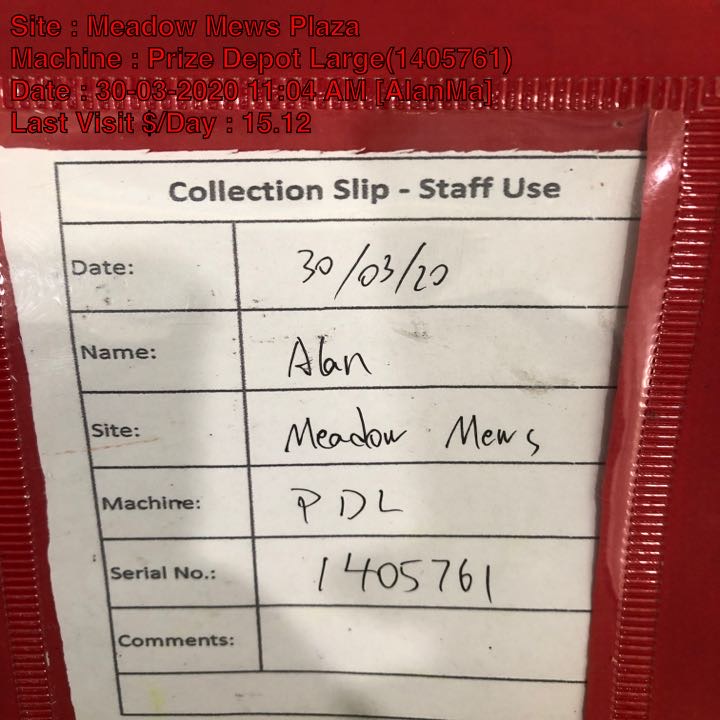 Site : Meadow Mews Plaza
Machine : Prize Depot Large(1405761)
Date : 30-03-2020 11:04 AM [AlanMa]
Last Visit $/Day : 15.12
Collection Slip - Staff Use
Date: 30/03/20
Name: Alan
Site: Meadow Mews
Machine: PDL
Serial No.: 1405761
Comments: